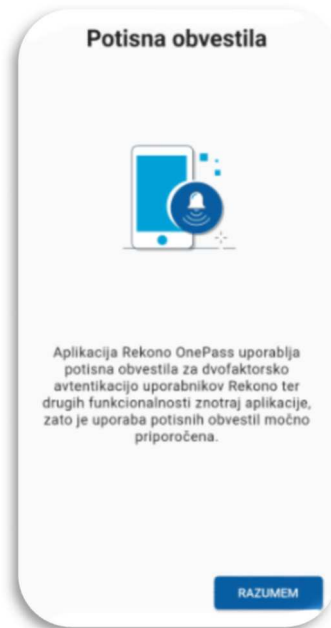 Potisna obvestila
Aplikacija Rekono OnePass uporablja
potisna obvestila za dvofaktorsko
avtentikacijo uporabnikov Rekono ter
drugih funkcionalnosti znotraj aplikacije,
zato je uporaba potisnih obvestil močno
priporočena.
RAZUMEM